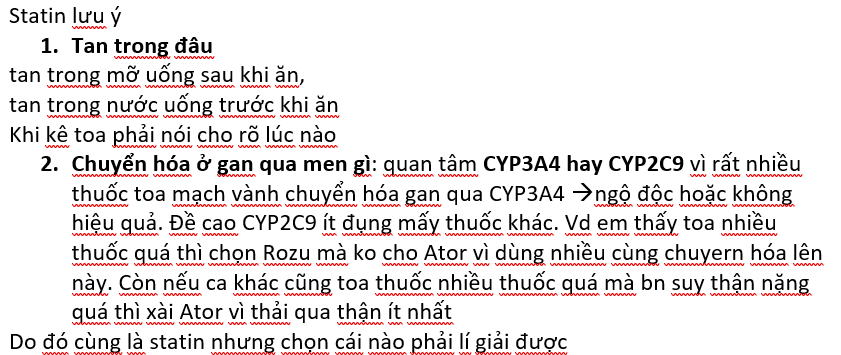 Statin lưu ý
1. Tan trong đâu
tan trong mỡ uống sau khi ăn,
tan trong nước uống trước khi ăn
Khi kê toa phải nói cho rõ lúc nào
2. Chuyển hóa ở gan qua men gì: quan tâm CYP3A4 hay CYP2C9 vì rất nhiều
thuốc toa mạch vành chuyển hóa gan qua CYP3A4 →ngộ độc hoặc không
hiệu quả. Đề cao CYP2C9 ít đụng mấy thuốc khác. Vd em thấy toa nhiều
thuốc quá thì chọn Rozu mà ko cho Ator vì dùng nhiều cùng chuyern hóa lên
này. Còn nếu ca khác cũng toa thuốc nhiều thuốc quá mà bn suy thận nặng
quá thì xài Ator vì thải qua thận ít nhất
Do đó cùng là statin nhưng chọn cái nào phải lí giải được